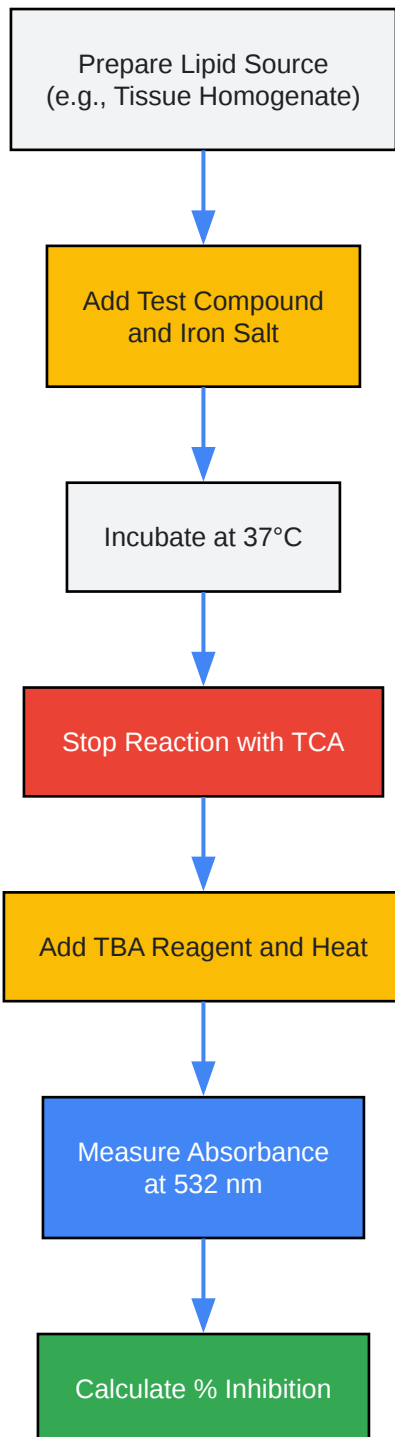 Prepare Lipid Source
(e.g., Tissue Homogenate)
Add Test Compound
and Iron Salt
Incubate at 37°C
Stop Reaction with TCA
Add TBA Reagent and Heat
Measure Absorbance
at 532 nm
Calculate % Inhibition